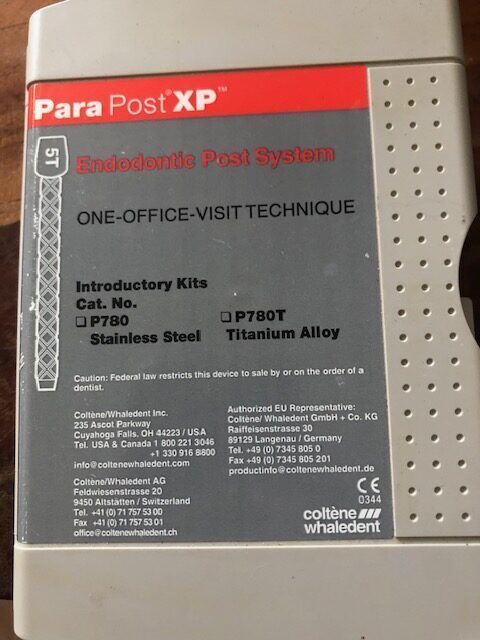 Para Post® XP™
5T
Endodontic Post System
ONE-OFFICE-VISIT TECHNIQUE
Introductory Kits
Cat. No.
❏ P780 ❏ P780T
Stainless Steel Titanium Alloy
Caution: Federal law restricts this device to sale by or on the order of a
dentist.
Coltène/Whaledent Inc.
235 Ascot Parkway
Cuyahoga Falls, OH 44223 / USA
Tel. USA & Canada 1 800 221 3046
+1 330 916 8800
info@coltenewhaledent.com
Coltène/Whaledent AG
Feldwiesenstrasse 20
9450 Altstätten / Switzerland
Tel. +41 (0) 71 757 53 00
Fax +41 (0) 71 757 53 01
office@coltenewhaledent.ch
Authorized EU Representative:
Coltène/ Whaledent GmbH + Co. KG
Raiffeisenstrasse 30
89129 Langenau / Germany
Tel. +49 (0) 7345 805 0
Fax +49 (0) 7345 805 201
productinfo@coltenewhaledent.de
CE
0344
coltène
whaledent